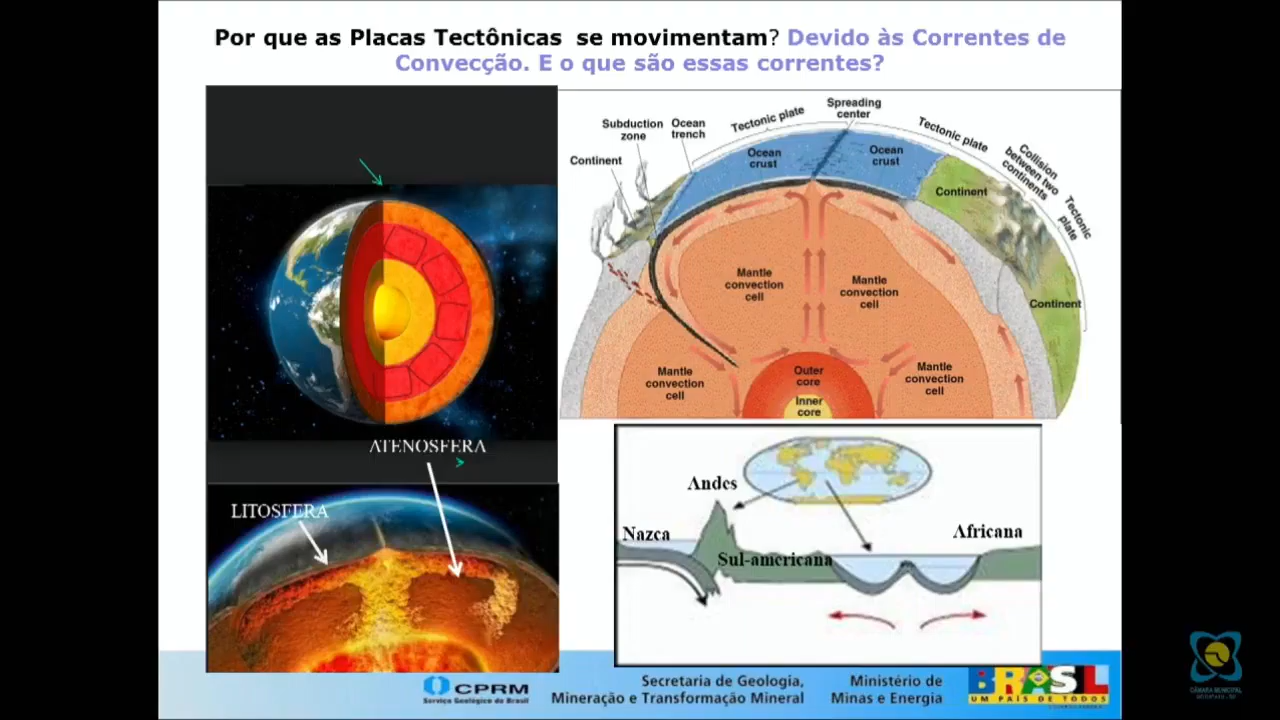 Por que as Placas Tectônicas se movimentam? Devido às Correntes de
Convecção. E o que são essas correntes?
Spreading
center
Tectonic plate
Ocean
trench
Subduction
zone
Continent
Ocean
crust
Ocean
crust
Tectonic plate
Collision
between two
continents
Tectonic
plate
Continent
Continent
Mantle
convection
cell
Mantle
convection
cell
Mantle
convection
cell
Mantle
convection
cell
Outer
core
Inner
core
ATENOSFERA
LITOSFERA
Andes
Nazca
Sul-americana
Africana
CPRM
Serviço Geológico do Brasil
Secretaria de Geologia,
Mineração e Transformação Mineral
Ministério de
Minas e Energia
BRASIL
UM PAÍS DE TODOS
CÂMARA MUNICIPAL